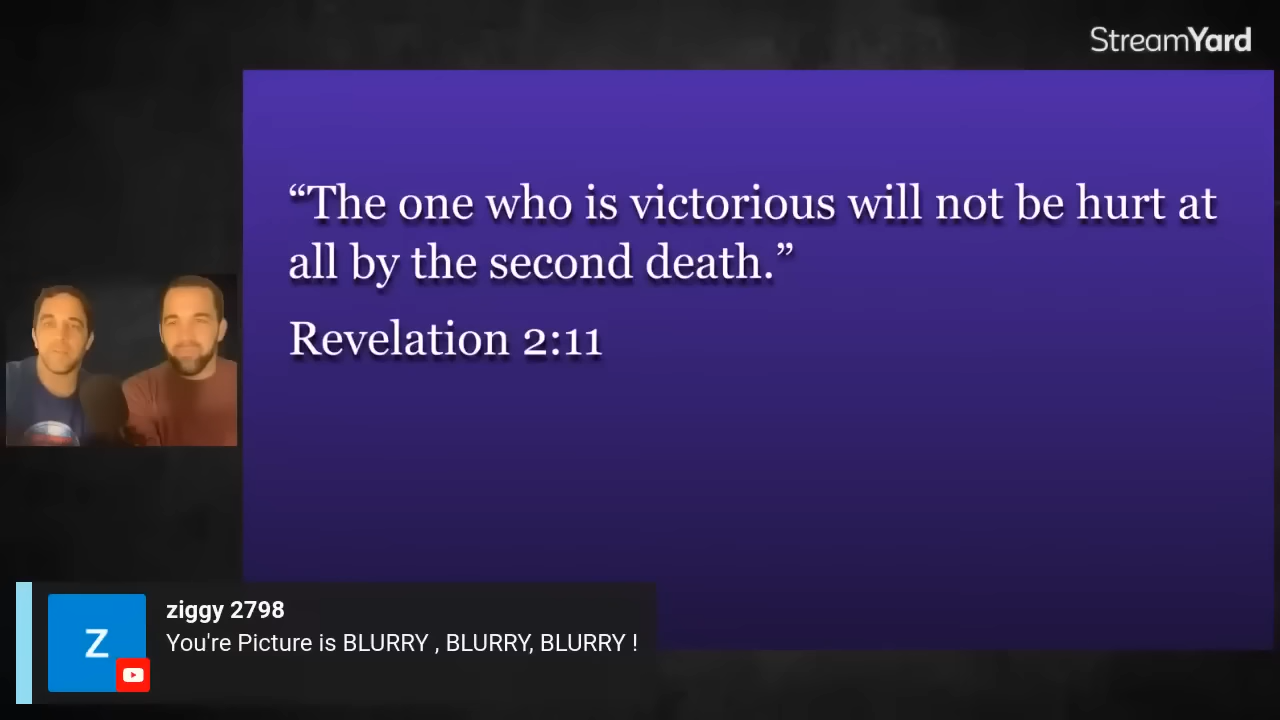 StreamYard
“The one who is victorious will not be hurt at
all by the second death.”
Revelation 2:11
Z
ziggy 2798
You're Picture is BLURRY , BLURRY, BLURRY !